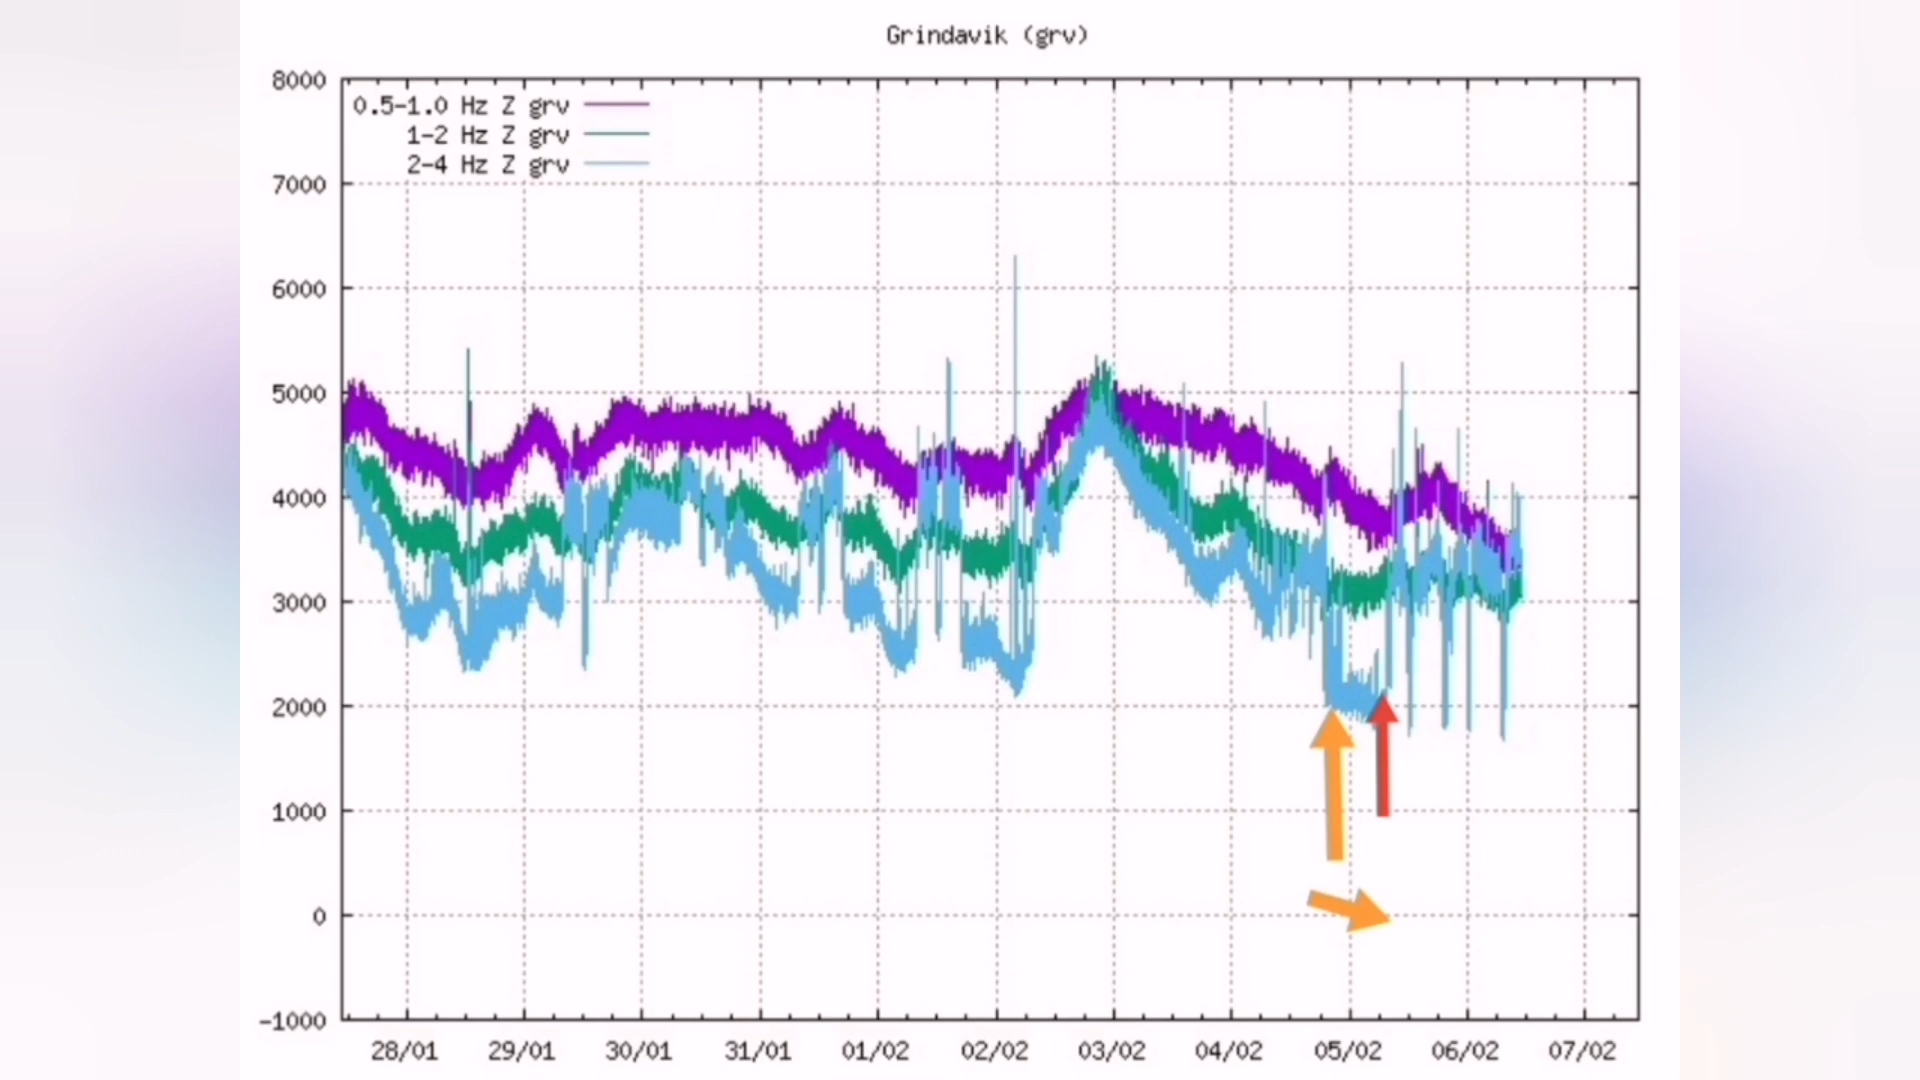 Grindavik (grv)
8000
0.5-1.0 Hz Z grv
1-2 Hz Z grv
2-4 Hz Z grv
7000
6000
5000
4000
3000
2000
1000
0
-1000
28/01 29/01 30/01 31/01 01/02 02/02 03/02 04/02 05/02 06/02 07/02